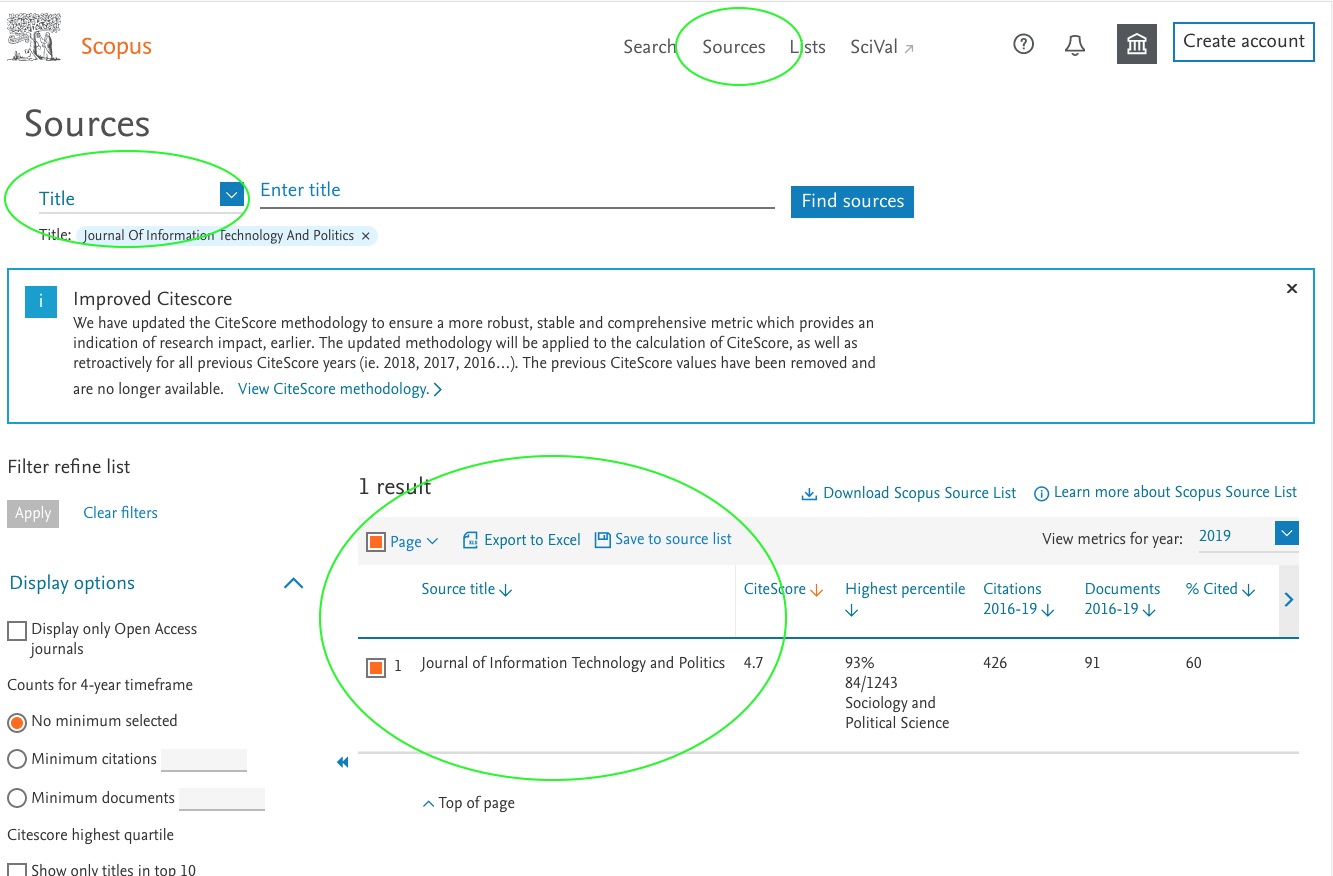 Scopus
Search Sources Lists SciVal
Create account
Sources
Title
Enter title
Find sources
Title: Journal Of Information Technology And Politics ×
i
Improved Citescore
We have updated the CiteScore methodology to ensure a more robust, stable and comprehensive metric which provides an
indication of research impact, earlier. The updated methodology will be applied to the calculation of CiteScore, as well as
retroactively for all previous CiteScore years (ie. 2018, 2017, 2016...). The previous CiteScore values have been removed and
are no longer available. View CiteScore methodology.
Filter refine list
Apply Clear filters
Display options
Display only Open Access
journals
Counts for 4-year timeframe
No minimum selected
Minimum citations
Minimum documents
Citescore highest quartile
Show only titles in top 10
1 result
Download Scopus Source List Learn more about Scopus Source List
Page Export to Excel Save to source list
View metrics for year: 2019
Source title
CiteScore
Highest percentile
Citations
2016-19
Documents
2016-19
% Cited
1 Journal of Information Technology and Politics
4.7
93%
84/1243
Sociology and
Political Science
426
91
60
Top of page